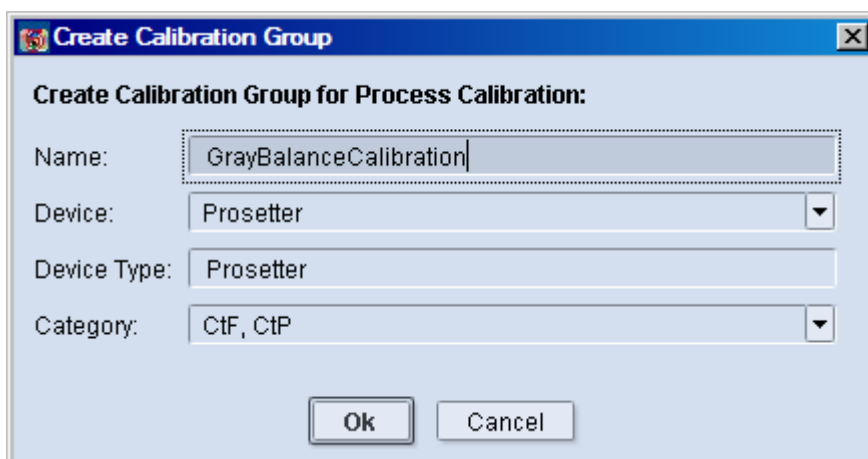 Create Calibration Group
Create Calibration Group for Process Calibration:
Name: GrayBalanceCalibration
Device: Prosetter
Device Type: Prosetter
Category: CtF, CtP
Ok Cancel